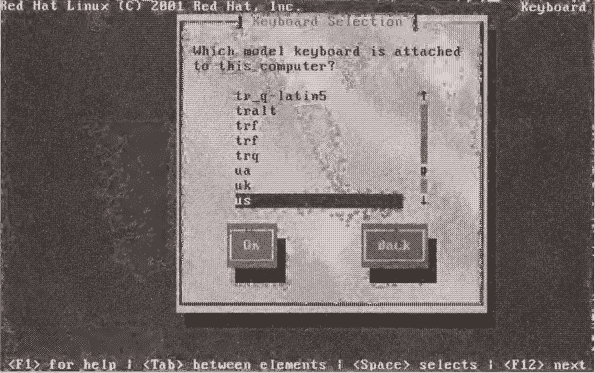 Red Hat Linux (C) 2001 Red Hat, Inc. Keyboard
Keyboard Selection
Which model keyboard is attached
to this computer?
tr_q-latin5
tralt
trf
trf
trq
ua
uk
us
OK Back
<F1> for help | <Tab> between elements | <Space> selects | <F12> next